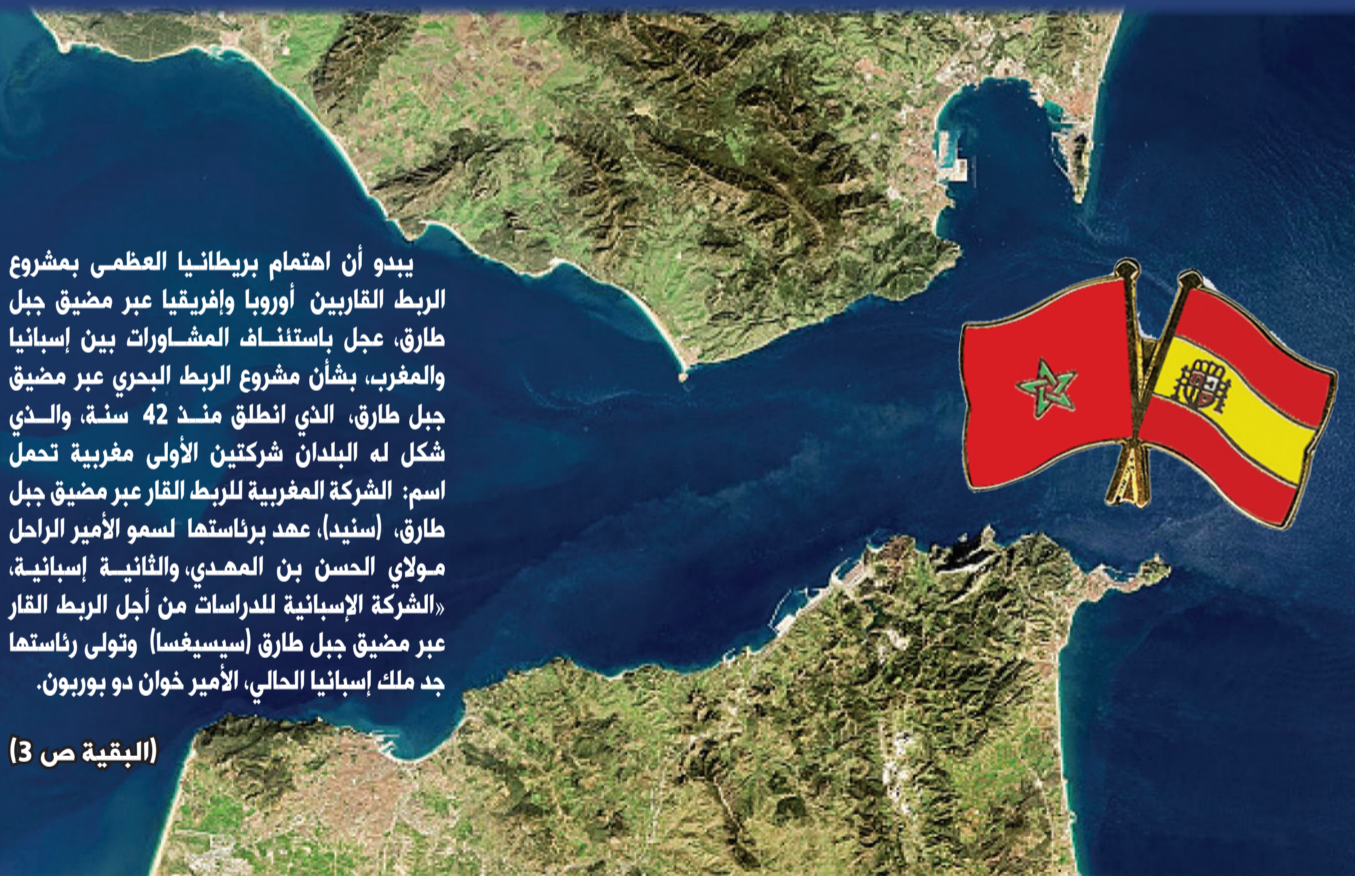 يبدو أن اهتمام بريطانيا العظمى بمشروع
الربط القاربين أوروبا وإفريقيا عبر مضيق جبل
طارق، عجل باستئناف المشاورات بين إسبانيا
والمغرب، بشأن مشروع الربط البحري عبر مضيق
جبل طارق، الذي انطلق منذ 42 سنة، والذي
شكل له البلدان شركتين الأولى مغربية تحمل
اسم: الشركة المغربية للربط القار عبر مضيق جبل
طارق، (سنيد)، عهد برئاستها لسمو الأمير الراحل
مولاي الحسن بن المهدي، والثانية إسبانية،
«الشركة الإسبانية للدراسات من أجل الربط القار
عبر مضيق جبل طارق (سيسيغسا) وتولى رئاستها
جد ملك إسبانيا الحالي، الأمير خوان دو بوربون.
(البقية ص 3)